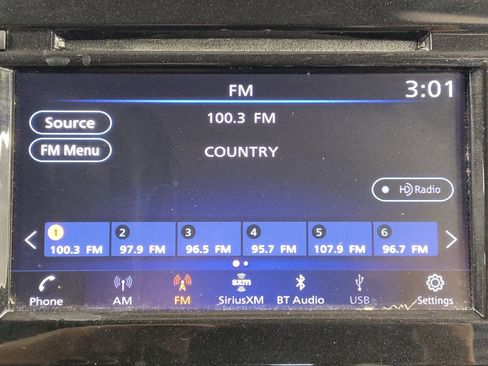 FM 3:01
Source 100.3 FM
FM Menu COUNTRY
HD Radio
1 2 3 4 5 6
100.3 FM 97.9 FM 96.5 FM 95.7 FM 107.9 FM 96.7 FM
sxm
Phone AM FM SiriusXM BT Audio USB Settings